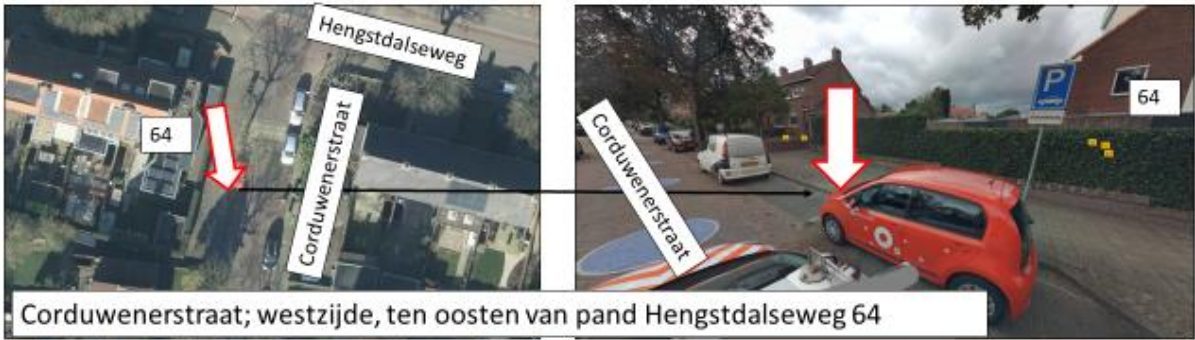 Hengstdalseweg
64
Corduwenerstraat
P
64
Corduwenerstraat
Corduwenerstraat; westzijde, ten oosten van pand Hengstdalseweg 64